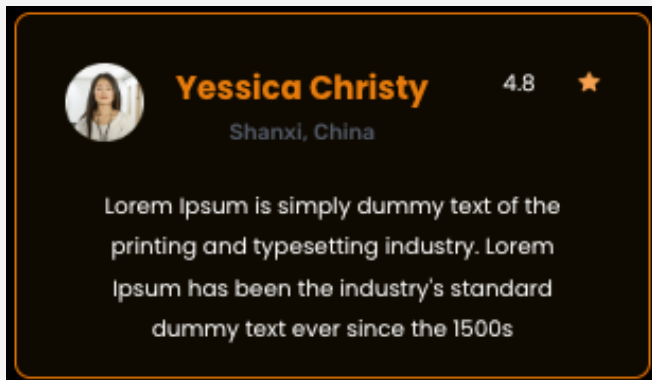 Yessica Christy
4.8
Shanxi, China
Lorem Ipsum is simply dummy text of the
printing and typesetting industry. Lorem
Ipsum has been the industry's standard
dummy text ever since the 1500s